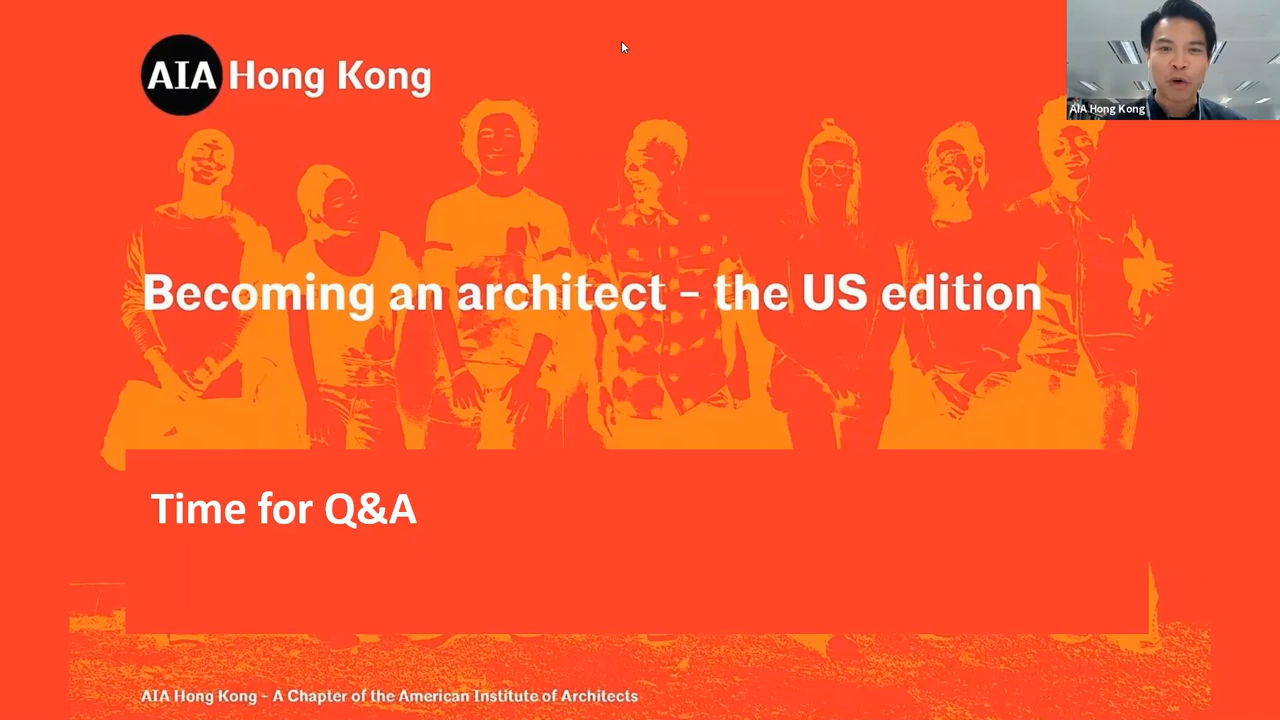 AIA Hong Kong
AIA Hong Kong
Becoming an architect – the US edition
Time for Q&A
AIA Hong Kong - A Chapter of the American Institute of Architects